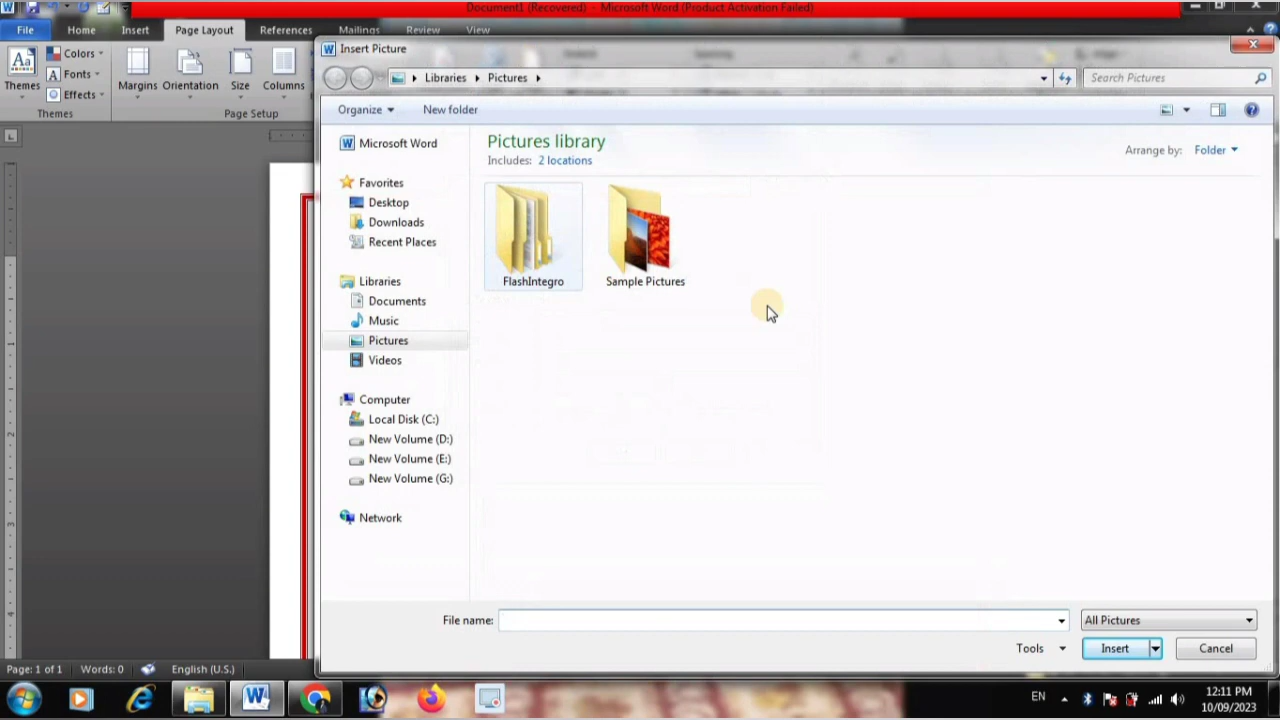 Document1 (Recovered) - Microsoft Word (Product Activation Failed)
File Home Insert Page Layout References Mailings Review View
Insert Picture
Aa Colors
Fonts
Effects
Themes Margins Orientation Size Columns
Themes Page Setup
Libraries Pictures Search Pictures
Organize New folder
Microsoft Word
Favorites
Desktop
Downloads
Recent Places
Libraries
Documents
Music
Pictures
Videos
Computer
Local Disk (C:)
New Volume (D:)
New Volume (E:)
New Volume (G:)
Network
Pictures library
Includes: 2 locations
Arrange by: Folder
FlashIntegro Sample Pictures
File name: All Pictures
Tools Insert Cancel
Page: 1 of 1 Words: 0 English (U.S.)
EN 12:11 PM
10/09/2023